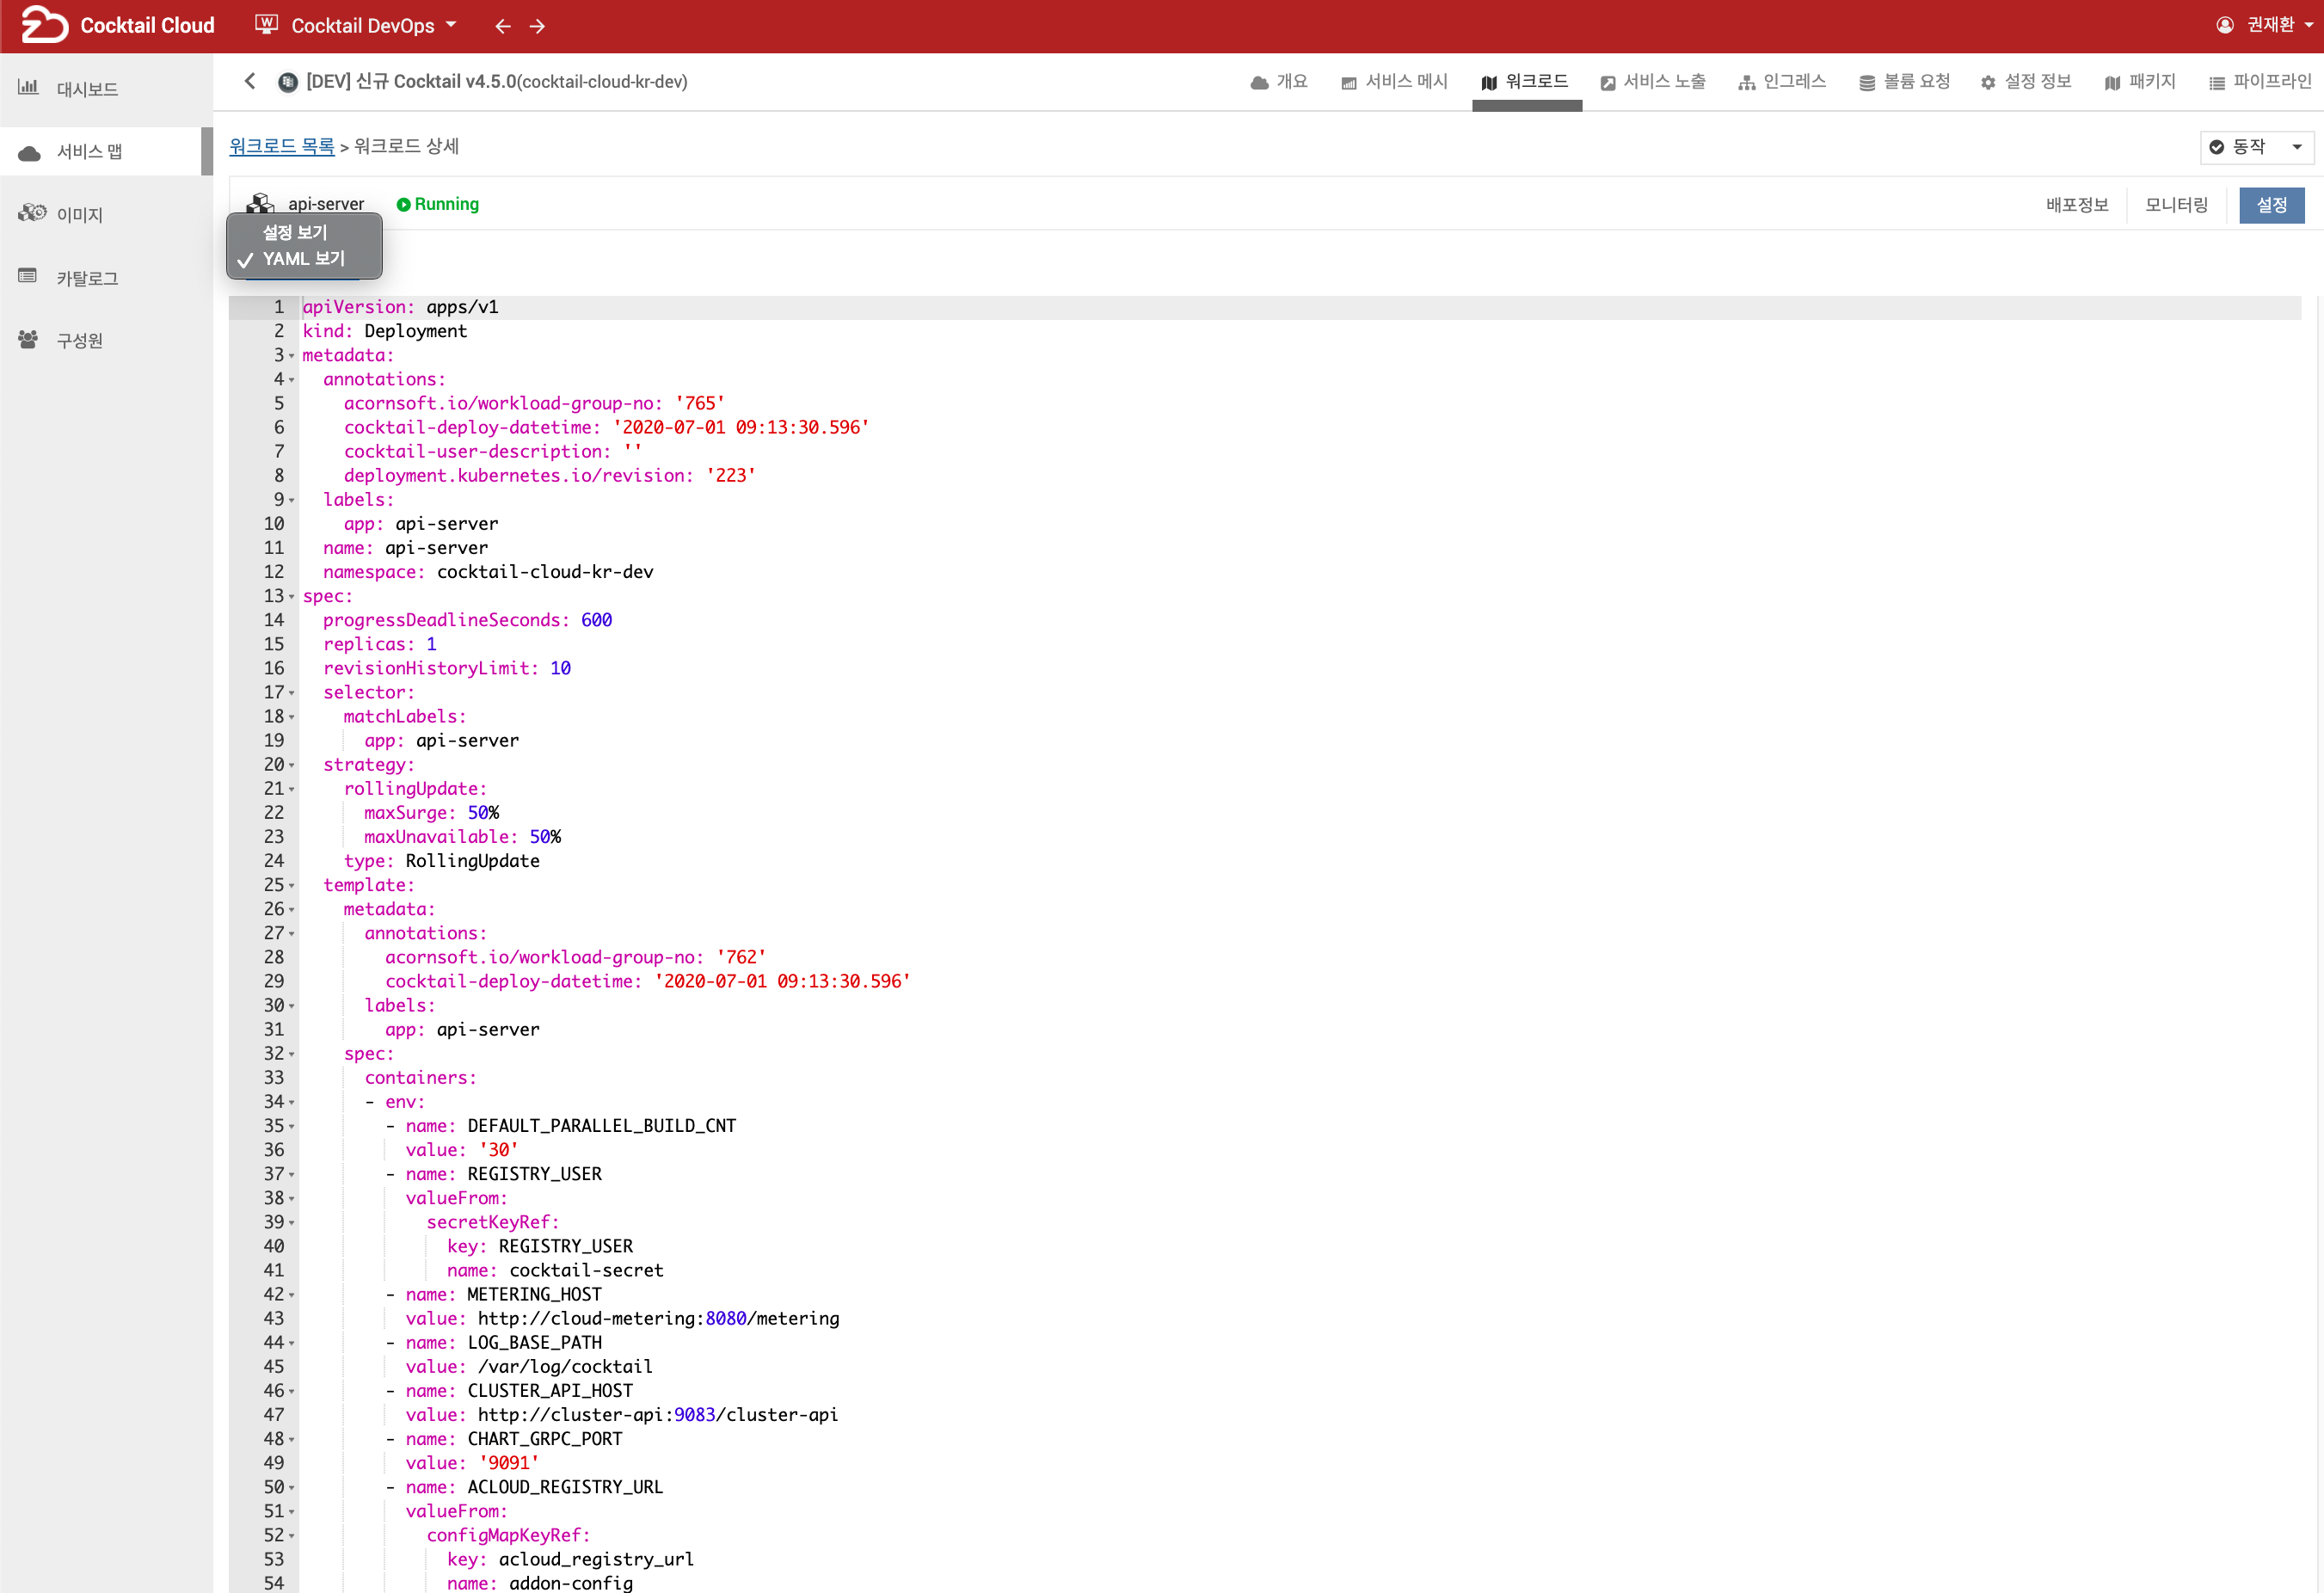 Cocktail Cloud
Cocktail DevOps
권재환
대시보드
서비스 맵
이미지
카탈로그
구성원
[DEV] 신규 Cocktail v4.5.0(cocktail-cloud-kr-dev)
개요
서비스 메시
워크로드
서비스 노출
인그레스
볼륨 요청
설정 정보
패키지
파이프라인
워크로드 목록 > 워크로드 상세
동작
api-server
Running
배포정보
모니터링
설정
설정 보기
YAML 보기
1 apiVersion: apps/v1
2 kind: Deployment
3 metadata:
4 annotations:
5 acornsoft.io/workload-group-no: '765'
6 cocktail-deploy-datetime: '2020-07-01 09:13:30.596'
7 cocktail-user-description: ''
8 deployment.kubernetes.io/revision: '223'
9 labels:
10 app: api-server
11 name: api-server
12 namespace: cocktail-cloud-kr-dev
13 spec:
14 progressDeadlineSeconds: 600
15 replicas: 1
16 revisionHistoryLimit: 10
17 selector:
18 matchLabels:
19 app: api-server
20 strategy:
21 rollingUpdate:
22 maxSurge: 50%
23 maxUnavailable: 50%
24 type: RollingUpdate
25 template:
26 metadata:
27 annotations:
28 acornsoft.io/workload-group-no: '762'
29 cocktail-deploy-datetime: '2020-07-01 09:13:30.596'
30 labels:
31 app: api-server
32 spec:
33 containers:
34 - env:
35 - name: DEFAULT_PARALLEL_BUILD_CNT
36 value: '30'
37 - name: REGISTRY_USER
38 valueFrom:
39 secretKeyRef:
40 key: REGISTRY_USER
41 name: cocktail-secret
42 - name: METERING_HOST
43 value: http://cloud-metering:8080/metering
44 - name: LOG_BASE_PATH
45 value: /var/log/cocktail
46 - name: CLUSTER_API_HOST
47 value: http://cluster-api:9083/cluster-api
48 - name: CHART_GRPC_PORT
49 value: '9091'
50 - name: ACLOUD_REGISTRY_URL
51 valueFrom:
52 configMapKeyRef:
53 key: acloud_registry_url
54 name: addon-config